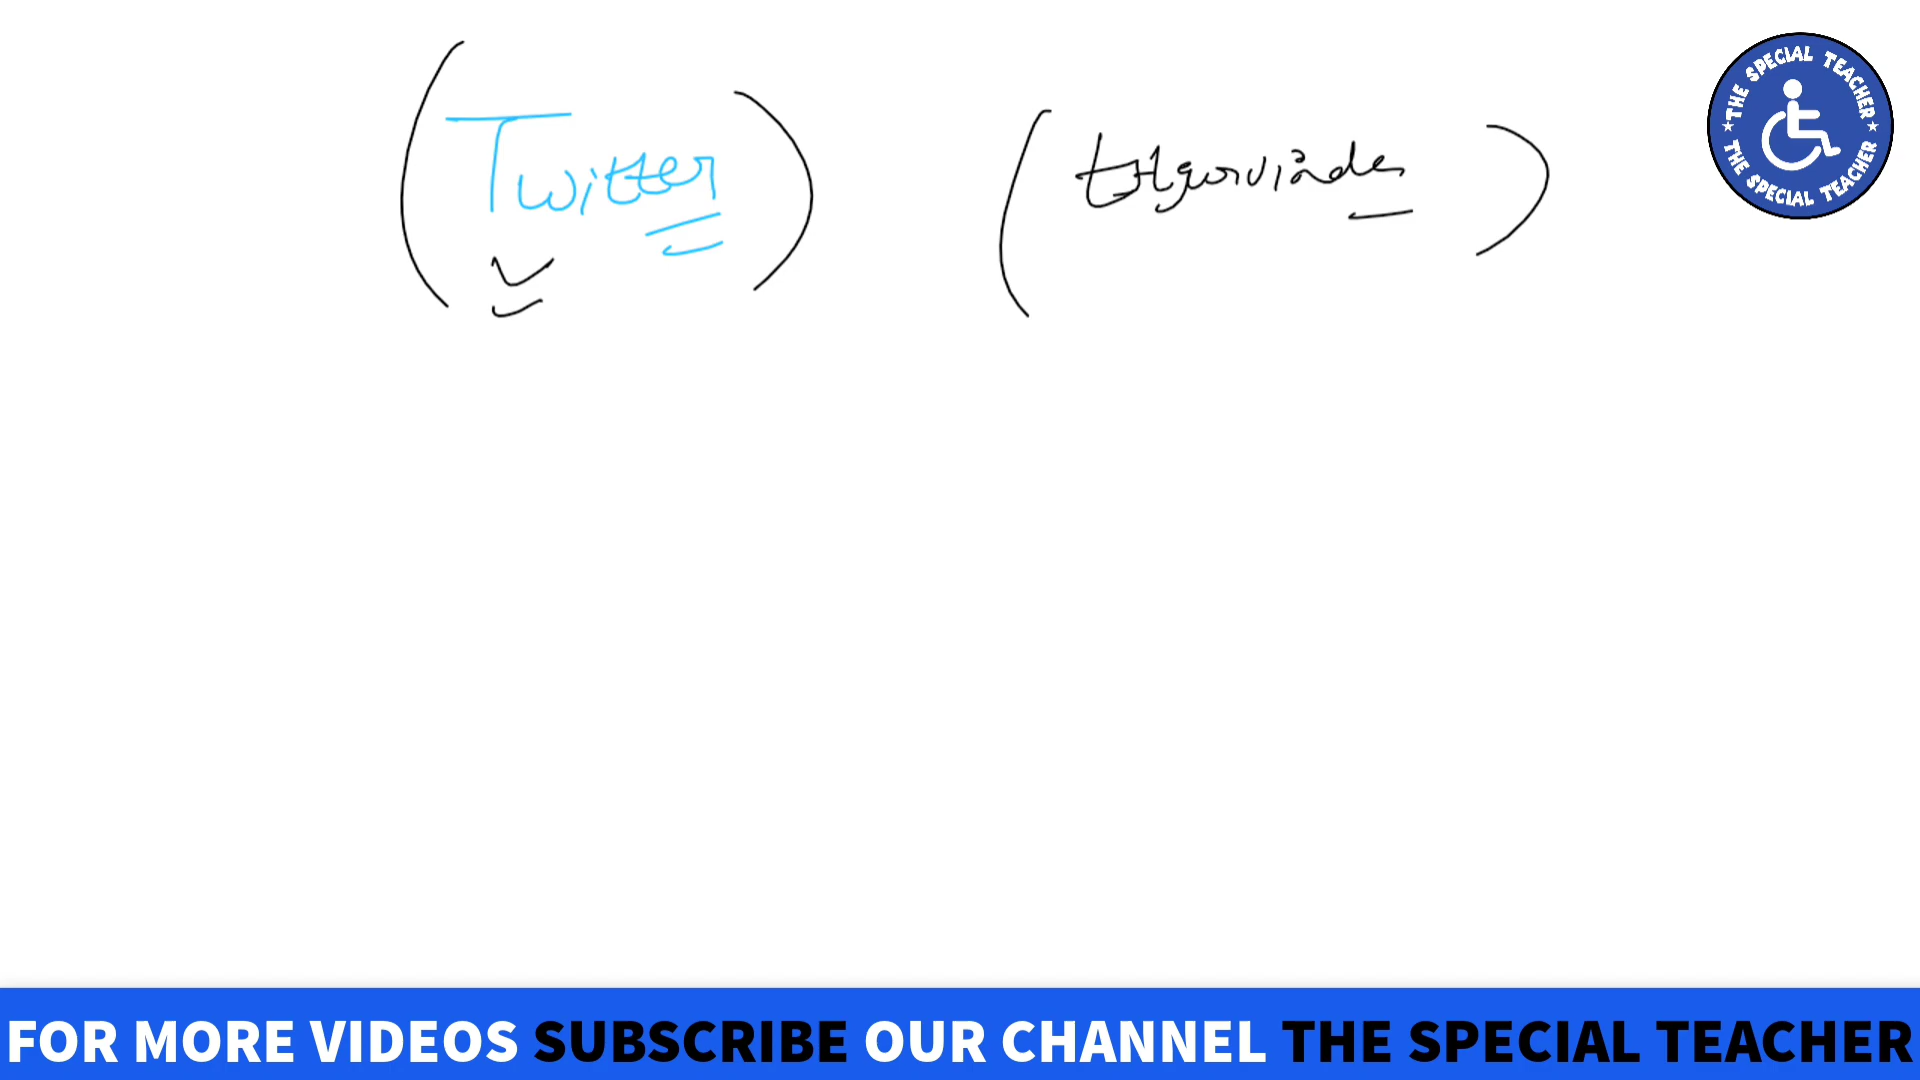 (Twitter)
THE SPECIAL TEACHER
THE SPECIAL TEACHER
FOR MORE VIDEOS SUBSCRIBE OUR CHANNEL THE SPECIAL TEACHER